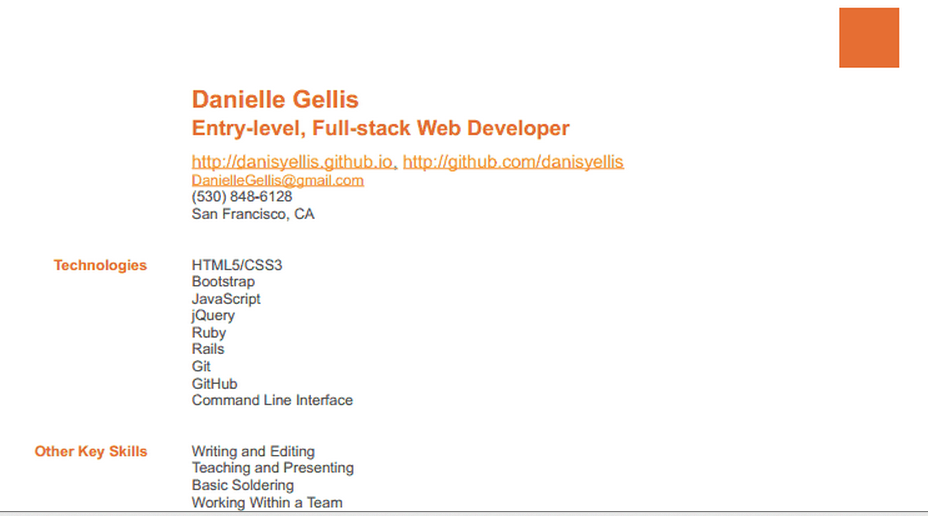 Danielle Gellis
Entry-level, Full-stack Web Developer
http://danisyellis.github.io, http://github.com/danisyellis
DanielleGellis@gmail.com
(530) 848-6128
San Francisco, CA
Technologies
HTML5/CSS3
Bootstrap
JavaScript
jQuery
Ruby
Rails
Git
GitHub
Command Line Interface
Other Key Skills
Writing and Editing
Teaching and Presenting
Basic Soldering
Working Within a Team